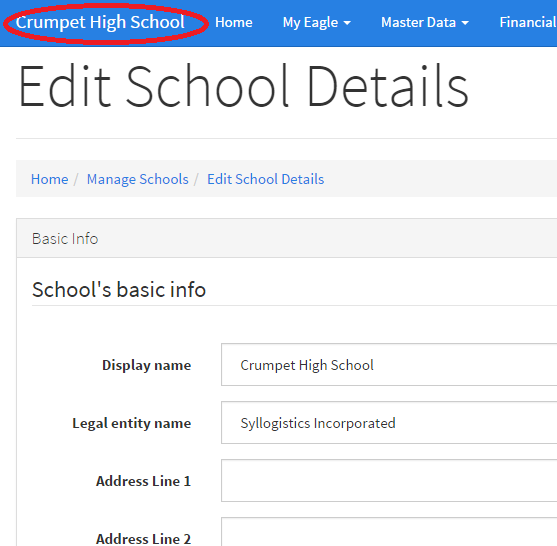 Crumpet High School Home My Eagle Master Data Financial
Edit School Details
Home / Manage Schools / Edit School Details
Basic Info
School's basic info
Display name Crumpet High School
Legal entity name Syllogistics Incorporated
Address Line 1
Address Line 2